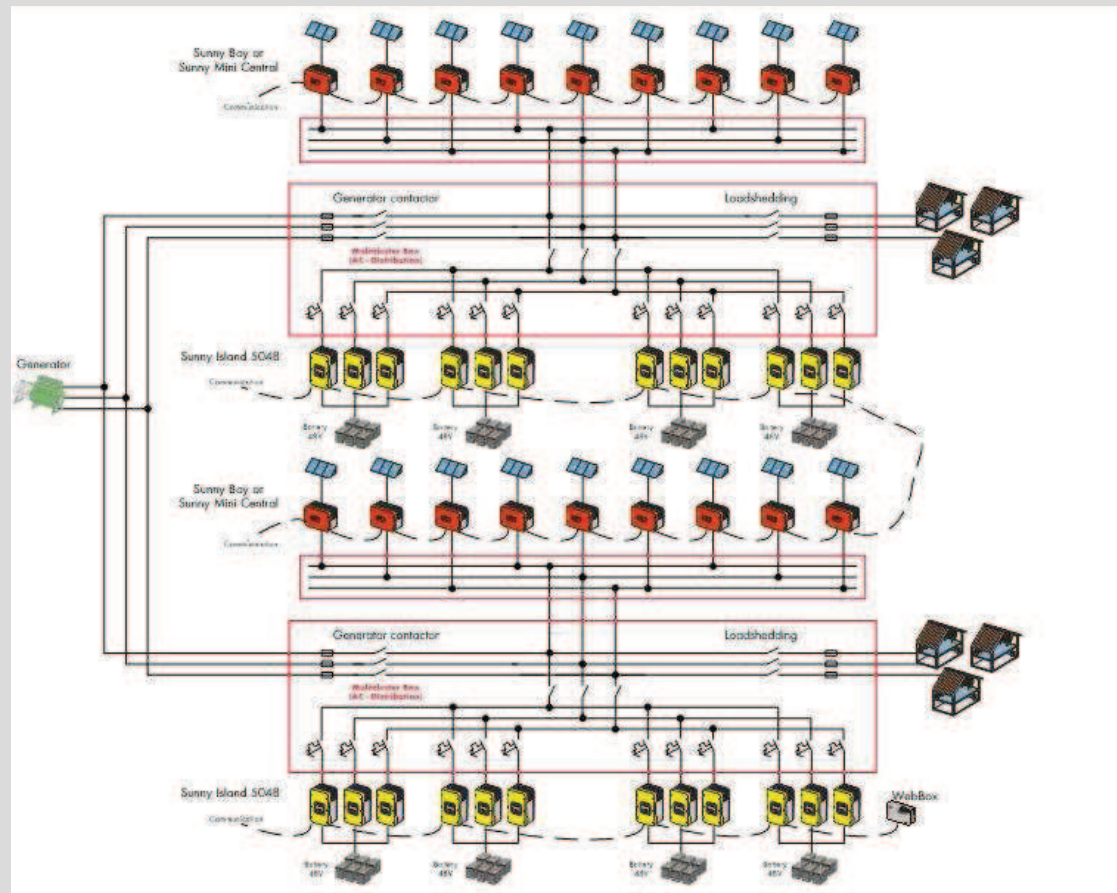 Sunny Boy or
Sunny Mini Central
Communication
Generator contactor
Loadshedding
Multicluster Box
(AC - Distribution)
Sunny Island 5048
Generator
Communication
Battery
48V
Battery
48V
Battery
48V
Battery
48V
Sunny Boy or
Sunny Mini Central
Communication
Generator contactor
Loadshedding
Multicluster Box
(AC - Distribution)
Sunny Island 5048
WebBox
Communication
Battery
48V
Battery
48V
Battery
48V
Battery
48V